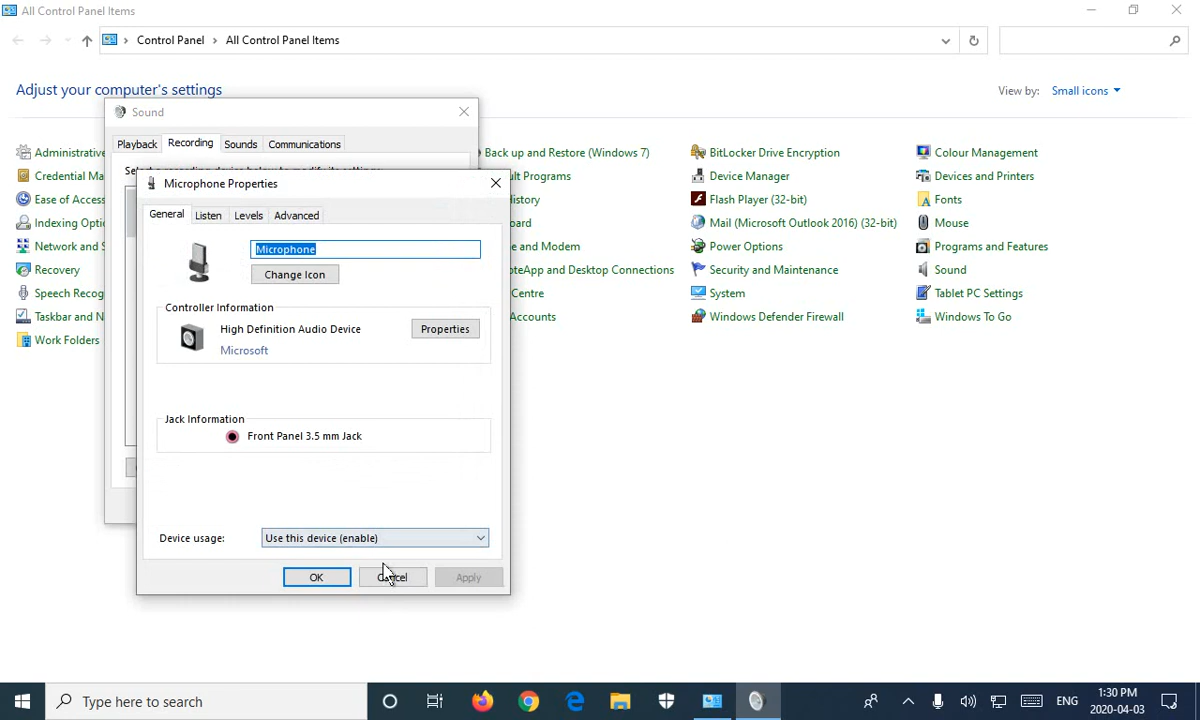 All Control Panel Items
Control Panel > All Control Panel Items
Adjust your computer's settings
View by: Small icons
Sound
Playback Recording Sounds Communications
Microphone Properties
General Listen Levels Advanced
Microphone
Change Icon
Controller Information
High Definition Audio Device
Properties
Microsoft
Jack Information
Front Panel 3.5 mm Jack
Device usage: Use this device (enable)
OK Cancel Apply
Administrative
Credential Ma
Ease of Access
Indexing Optio
Network and S
Recovery
Speech Recog
Taskbar and N
Work Folders
Back up and Restore (Windows 7)
ult Programs
History
oard
e and Modem
oteApp and Desktop Connections
Centre
Accounts
BitLocker Drive Encryption
Device Manager
Flash Player (32-bit)
Mail (Microsoft Outlook 2016) (32-bit)
Power Options
Security and Maintenance
System
Windows Defender Firewall
Colour Management
Devices and Printers
Fonts
Mouse
Programs and Features
Sound
Tablet PC Settings
Windows To Go
Type here to search
ENG
1:30 PM
2020-04-03